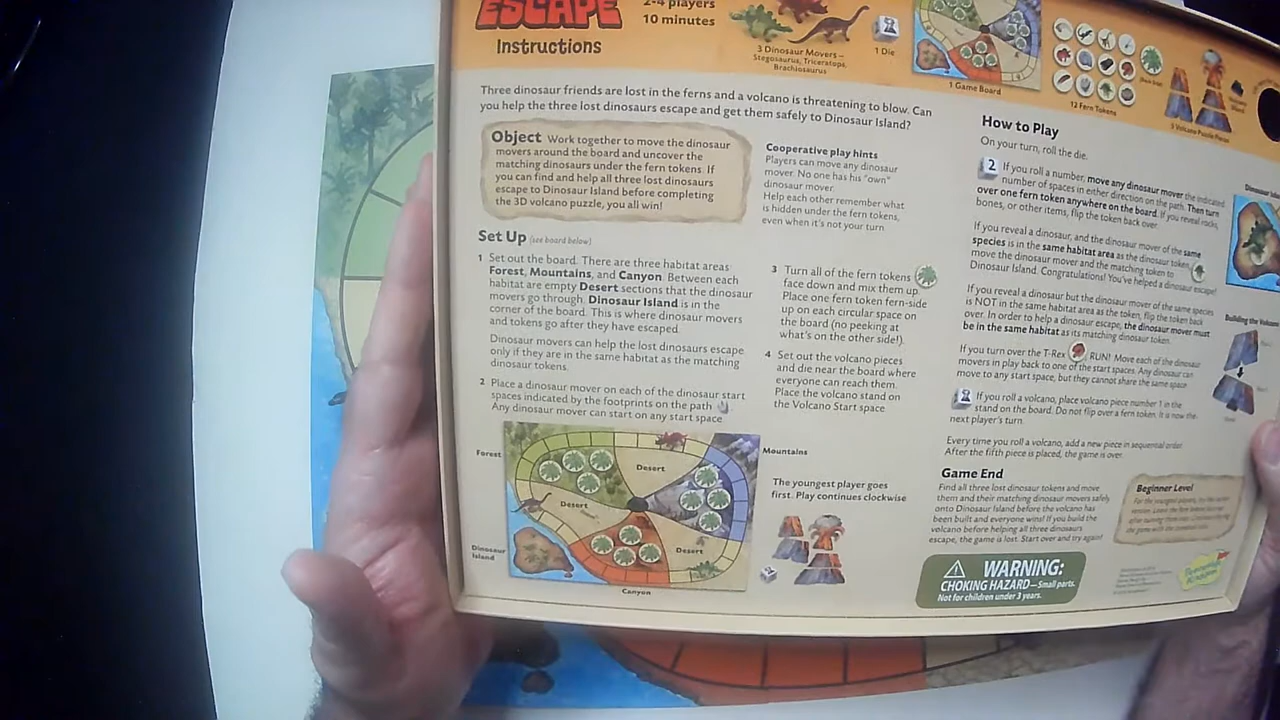 ESCAPE
Instructions
2-4 players
10 minutes
3 Dinosaur Movers –
Stegosaurus, Triceratops,
Brachiosaurus
1 Die
1 Game Board
12 Fern Tokens
Three dinosaur friends are lost in the ferns and a volcano is threatening to blow. Can
you help the three lost dinosaurs escape and get them safely to Dinosaur Island?
Object Work together to move the dinosaur
movers around the board and uncover the
matching dinosaurs under the fern tokens. If
you can find and help all three lost dinosaurs
escape to Dinosaur Island before completing
the 3D volcano puzzle, you all win!
Cooperative play hints
Players can move any dinosaur
mover. No one has his "own"
dinosaur mover.
Help each other remember what
is hidden under the fern tokens,
even when it's not your turn
Set Up (see board below)
1 Set out the board. There are three habitat areas
Forest, Mountains, and Canyon. Between each
habitat are empty Desert sections that the dinosaur
movers go through. Dinosaur Island is in the
corner of the board. This is where dinosaur movers
and tokens go after they have escaped.
Dinosaur movers can help the lost dinosaurs escape
only if they are in the same habitat as the matching
dinosaur tokens.
2 Place a dinosaur mover on each of the dinosaur start
spaces indicated by the footprints on the path
Any dinosaur mover can start on any start space
3 Turn all of the fern tokens
face down and mix them up
Place one fern token fern-side
up on each circular space on
the board (no peeking at
what's on the other side!).
4 Set out the volcano pieces
and die near the board where
everyone can reach them.
Place the volcano stand on
the Volcano Start space
Forest
Desert
Mountains
Desert
Desert
Dinosaur
Island
Canyon
The youngest player goes
first. Play continues clockwise
How to Play
On your turn, roll the die.
2 If you roll a number, move any dinosaur mover the indicated
number of spaces in either direction on the path. Then turn
over one fern token anywhere on the board. If you reveal rocks,
bones, or other items, flip the token back over.
If you reveal a dinosaur, and the dinosaur mover of the same
species is in the same habitat area as the dinosaur token,
move the dinosaur mover and the matching token to
Dinosaur Island. Congratulations! You've helped a dinosaur escape!
If you reveal a dinosaur but the dinosaur mover of the same species
is NOT in the same habitat area as the token, flip the token back
over. In order to help a dinosaur escape, the dinosaur mover must
be in the same habitat as its matching dinosaur token.
If you turn over the T-Rex RUN! Move each of the dinosaur
movers in play back to one of the start spaces. Any dinosaur can
move to any start space, but they cannot share the same space
If you roll a volcano, place volcano piece number 1 in the
stand on the board. Do not flip over a fern token. It is now the
next player's turn.
Every time you roll a volcano, add a new piece in sequential order
After the fifth piece is placed, the game is over.
Game End
Find all three lost dinosaur tokens and move
them and their matching dinosaur movers safely
onto Dinosaur Island before the volcano has
been built and everyone wins! If you build the
volcano before helping all three dinosaurs
escape, the game is lost. Start over and try again!
Beginner Level
WARNING:
CHOKING HAZARD—Small parts.
Not for children under 3 years.